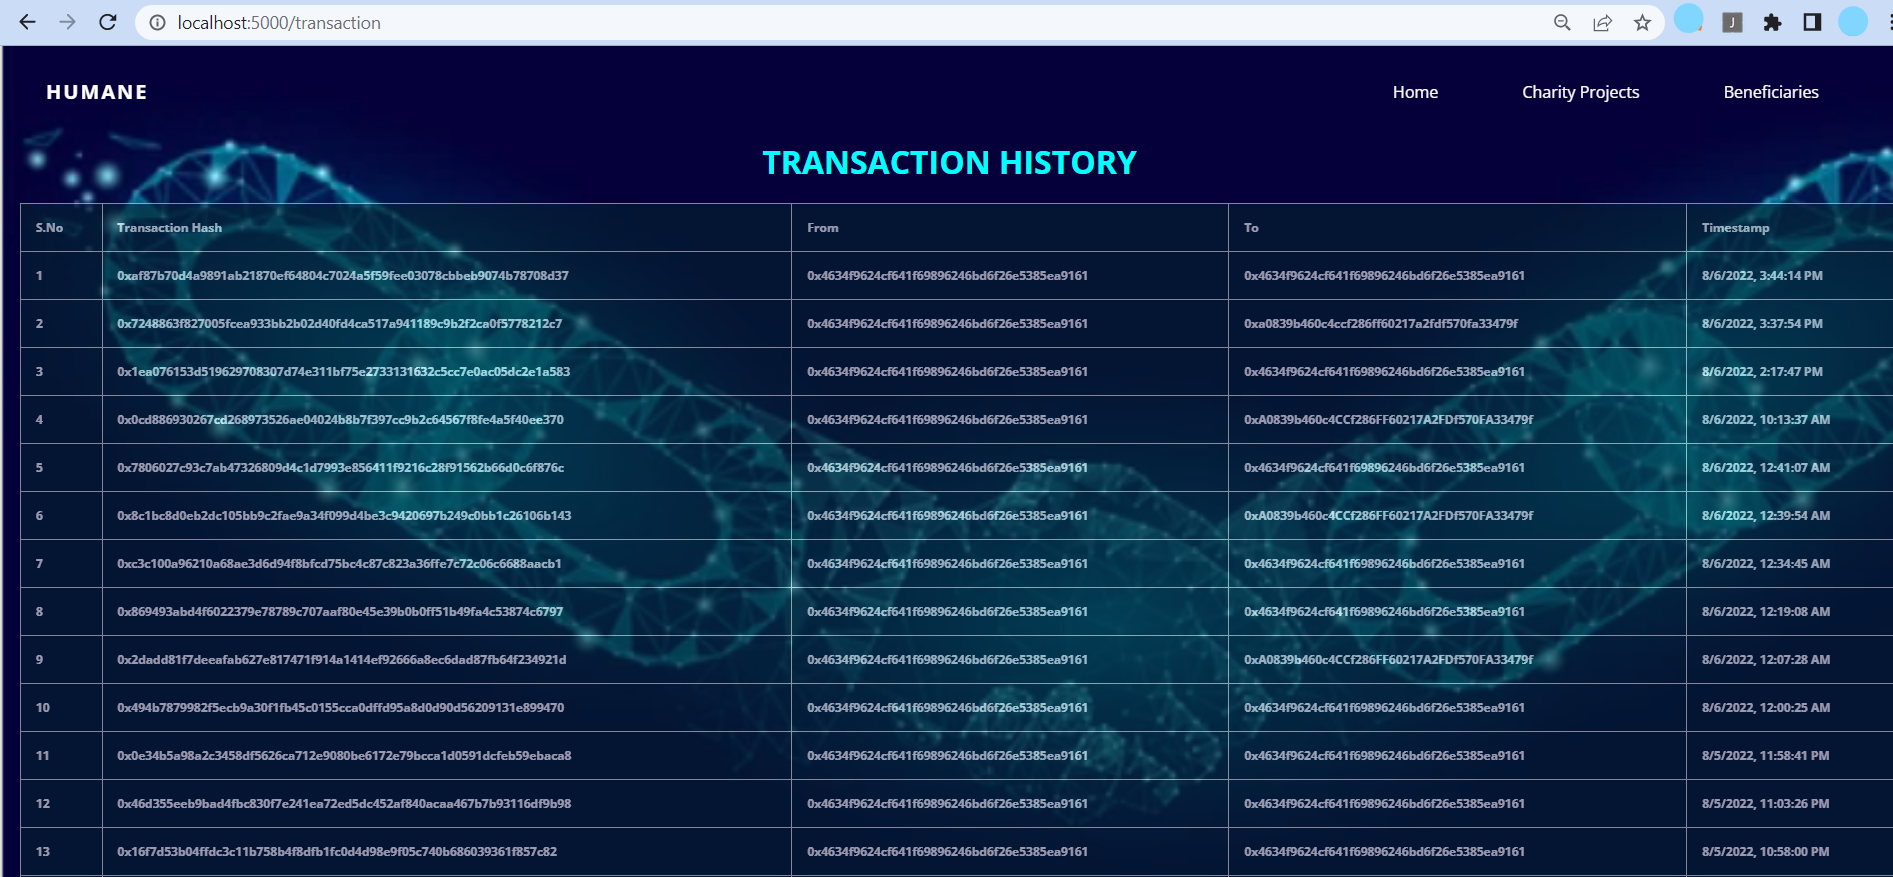 localhost:5000/transaction
J
HUMANE Home Charity Projects Beneficiaries
TRANSACTION HISTORY
S.No Transaction Hash From To Timestamp
1 0xaf87b70d4a9891ab21870ef64804c7024a5f59fee03078cbbeb9074b78708d37 0x4634f9624cf641f69896246bd6f26e5385ea9161 0x4634f9624cf641f69896246bd6f26e5385ea9161 8/6/2022, 3:44:14 PM
2 0x7248863f827005fcea933bb2b02d40fd4ca517a941189c9b2f2ca0f5778212c7 0x4634f9624cf641f69896246bd6f26e5385ea9161 0xa0839b460c4ccf286ff60217a2fdf570fa33479f 8/6/2022, 3:37:54 PM
3 0x1ea076153d519629708307d74e311bf75e2733131632c5cc7e0ac05dc2e1a583 0x4634f9624cf641f69896246bd6f26e5385ea9161 0x4634f9624cf641f69896246bd6f26e5385ea9161 8/6/2022, 2:17:47 PM
4 0x0cd886930267cd268973526ae04024b8b7f397cc9b2c64567f8fe4a5f40ee370 0x4634f9624cf641f69896246bd6f26e5385ea9161 0xA0839b460c4CCf286FF60217A2FDf570FA33479f 8/6/2022, 10:13:37 AM
5 0x7806027c93c7ab47326809d4c1d7993e856411f9216c28f91562b66d0c6f876c 0x4634f9624cf641f69896246bd6f26e5385ea9161 0x4634f9624cf641f69896246bd6f26e5385ea9161 8/6/2022, 12:41:07 AM
6 0x8c1bc8d0eb2dc105bb9c2fae9a34f099d4be3c9420697b249c0bb1c26106b143 0x4634f9624cf641f69896246bd6f26e5385ea9161 0xA0839b460c4CCf286FF60217A2FDf570FA33479f 8/6/2022, 12:39:54 AM
7 0xc3c100a96210a68ae3d6d94f8bfcd75bc4c87c823a36ffe7c72c06c6688aacb1 0x4634f9624cf641f69896246bd6f26e5385ea9161 0x4634f9624cf641f69896246bd6f26e5385ea9161 8/6/2022, 12:34:45 AM
8 0x869493abd4f6022379e78789c707aaf80e45e39b0b0ff51b49fa4c53874c6797 0x4634f9624cf641f69896246bd6f26e5385ea9161 0x4634f9624cf641f69896246bd6f26e5385ea9161 8/6/2022, 12:19:08 AM
9 0x2dadd81f7deeafab627e817471f914a1414ef92666a8ec6dad87fb64f234921d 0x4634f9624cf641f69896246bd6f26e5385ea9161 0xA0839b460c4CCf286FF60217A2FDf570FA33479f 8/6/2022, 12:07:28 AM
10 0x494b7879982f5ecb9a30f1fb45c0155cca0dffd95a8d0d90d56209131e899470 0x4634f9624cf641f69896246bd6f26e5385ea9161 0x4634f9624cf641f69896246bd6f26e5385ea9161 8/6/2022, 12:00:25 AM
11 0x0e34b5a98a2c3458df5626ca712e9080be6172e79bcca1d0591dcfeb59ebaca8 0x4634f9624cf641f69896246bd6f26e5385ea9161 0x4634f9624cf641f69896246bd6f26e5385ea9161 8/5/2022, 11:58:41 PM
12 0x46d355eeb9bad4fbc830f7e241ea72ed5dc452af840acaa467b7b93116df9b98 0x4634f9624cf641f69896246bd6f26e5385ea9161 0x4634f9624cf641f69896246bd6f26e5385ea9161 8/5/2022, 11:03:26 PM
13 0x16f7d53b04ffdc3c11b758b4f8dfb1fc0d4d98e9f05c740b686039361f857c82 0x4634f9624cf641f69896246bd6f26e5385ea9161 0x4634f9624cf641f69896246bd6f26e5385ea9161 8/5/2022, 10:58:00 PM